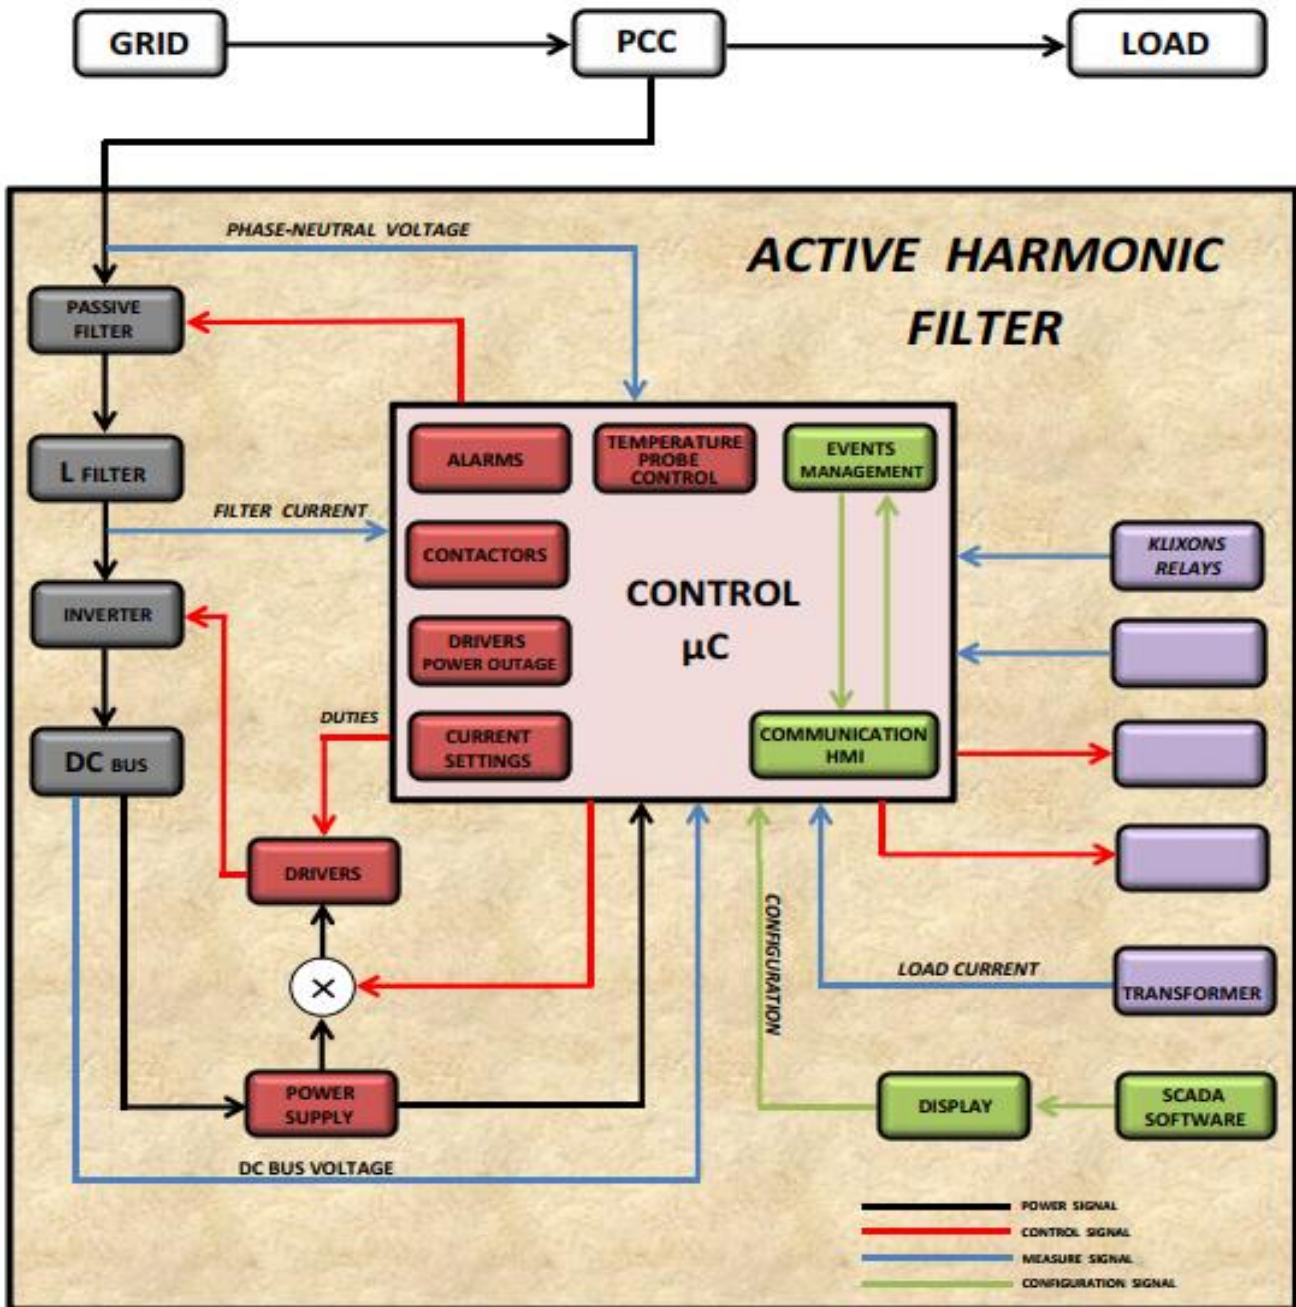 GRID
PCC
LOAD
PHASE-NEUTRAL VOLTAGE
ACTIVE HARMONIC
FILTER
PASSIVE
FILTER
L FILTER
FILTER CURRENT
INVERTER
DC BUS
ALARMS
TEMPERATURE
PROBE
CONTROL
EVENTS
MANAGEMENT
CONTACTORS
CONTROL
µC
DRIVERS
POWER OUTAGE
DUTIES
CURRENT
SETTINGS
COMMUNICATION
HMI
KLIXONS
RELAYS
DRIVERS
×
CONFIGURATION
LOAD CURRENT
TRANSFORMER
POWER
SUPPLY
DISPLAY
SCADA
SOFTWARE
DC BUS VOLTAGE
POWER SIGNAL
CONTROL SIGNAL
MEASURE SIGNAL
CONFIGURATION SIGNAL